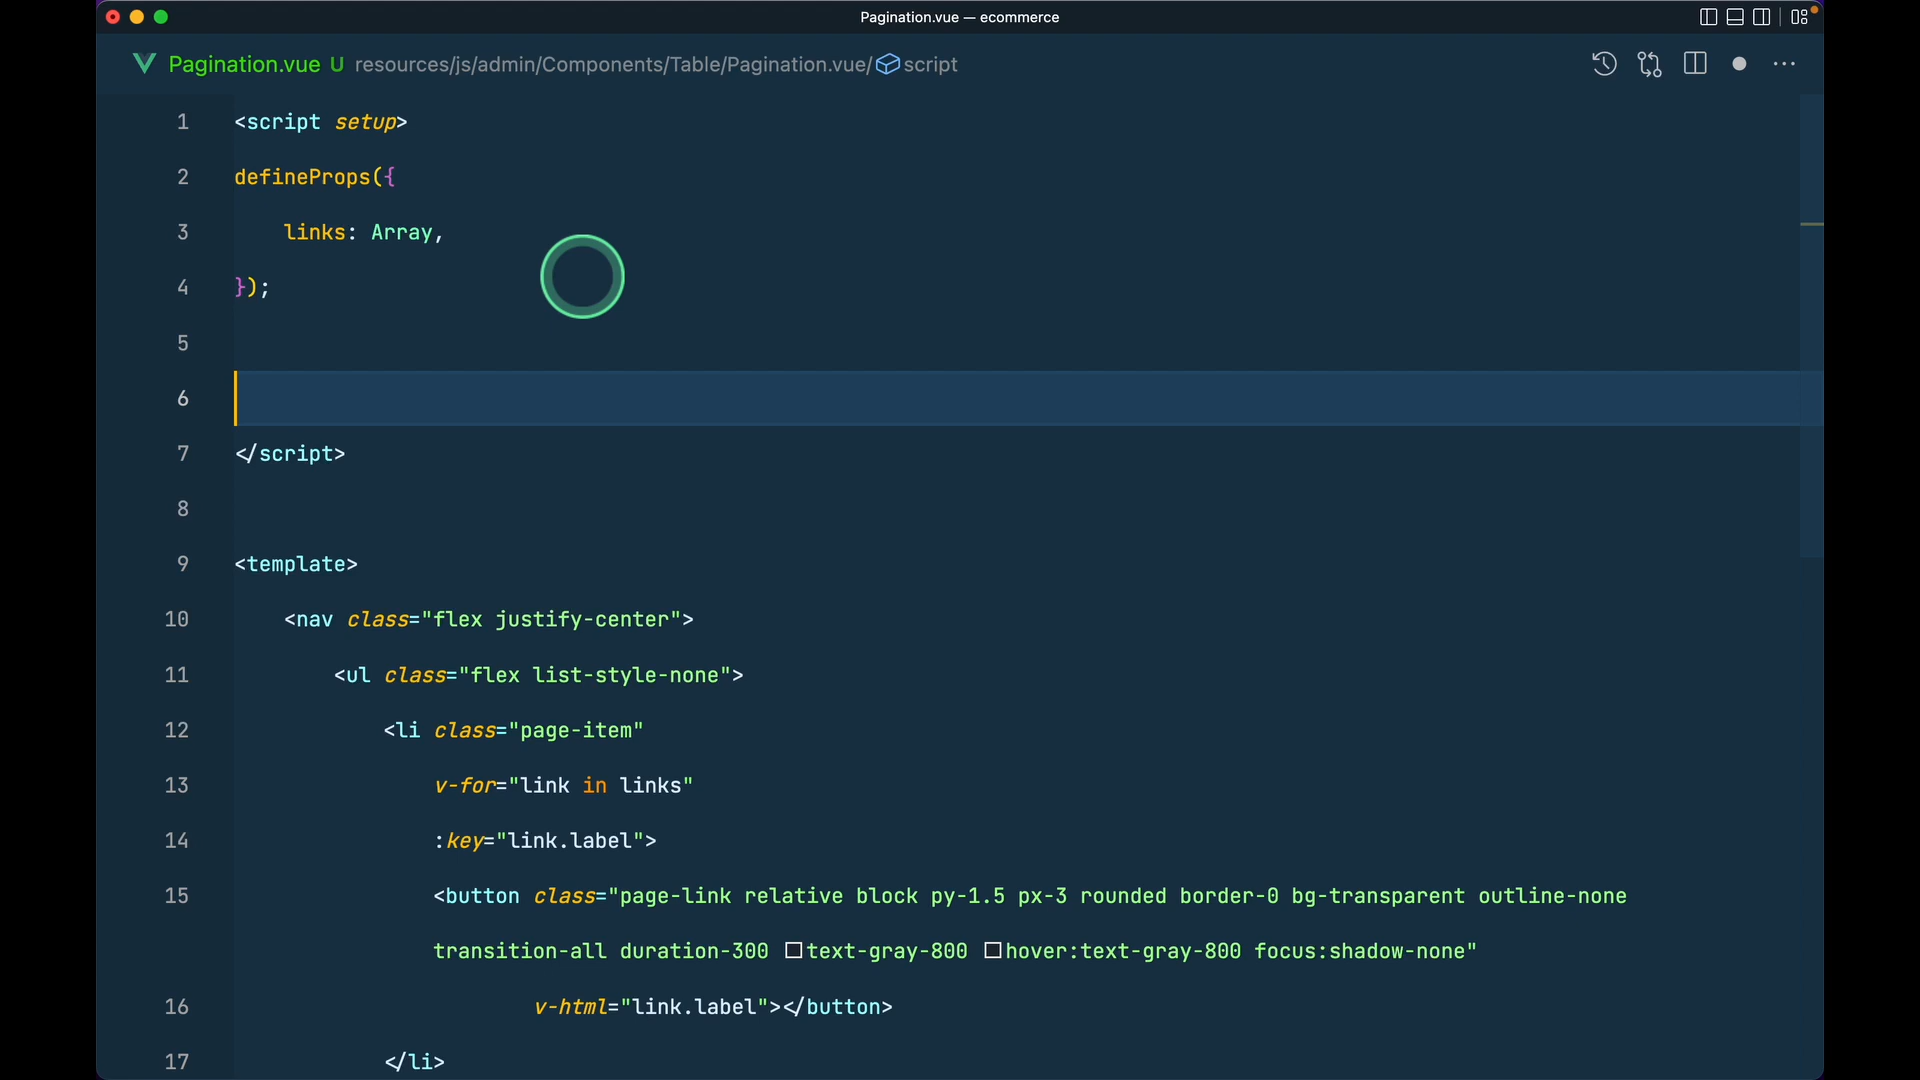 Pagination.vue — ecommerce
Pagination.vue U resources/js/admin/Components/Table/Pagination.vue/ script
1 <script setup>
2 defineProps({
3     links: Array,
4 });
5
6
7 </script>
8
9 <template>
10     <nav class="flex justify-center">
11         <ul class="flex list-style-none">
12             <li class="page-item"
13                 v-for="link in links"
14                 :key="link.label">
15                 <button class="page-link relative block py-1.5 px-3 rounded border-0 bg-transparent outline-none
                transition-all duration-300 text-gray-800 hover:text-gray-800 focus:shadow-none"
16                         v-html="link.label"></button>
17             </li>